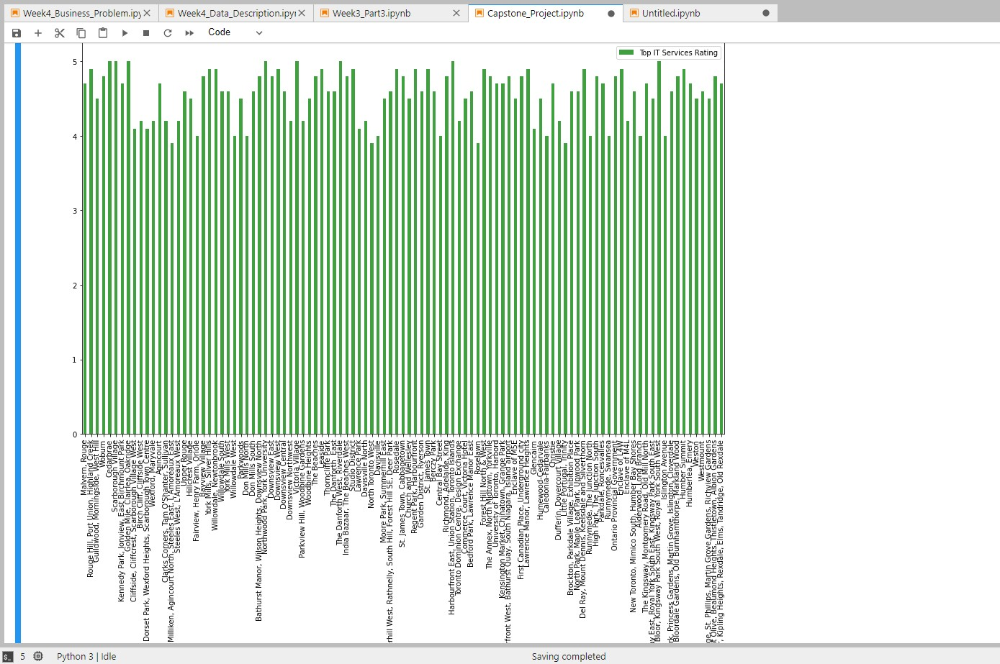 Week4_Business_Problem.ipy
Week4_Data_Description.ipyn
Week3_Part3.ipynb
Capstone_Project.ipynb
Untitled.ipynb
Code
Top IT Services Rating
5
4
3
2
1
0
Malvern, Rouge
Rouge Hill, Port Union, Highland Creek
Guildwood, Morningside, West Hill
Woburn
Cedarbrae
Scarborough Village
Kennedy Park, Ionview, East Birchmount Park
Golden Mile, Clairlea, Oakridge
Cliffside, Cliffcrest, Scarborough Village West
Birch Cliff, Cliffside West
Dorset Park, Wexford Heights, Scarborough Town Centre
Wexford, Maryvale
Agincourt
Clarks Corners, Tam O'Shanter, Sullivan
Milliken, Agincourt North, Steeles East, L'Amoreaux East
Steeles West, L'Amoreaux West
Upper Rouge
Hillcrest Village
Fairview, Henry Farm, Oriole
Bayview Village
York Mills, Silver Hills
Willowdale, Newtonbrook
Willowdale South
York Mills West
Willowdale West
Parkwoods
Don Mills North
Don Mills South
Bathurst Manor, Wilson Heights, Downsview North
Northwood Park, York University
Downsview East
Downsview West
Downsview Central
Downsview Northwest
Victoria Village
Parkview Hill, Woodbine Gardens
Woodbine Heights
The Beaches
Leaside
Thorncliffe Park
The Danforth East
The Danforth West, Riverdale
India Bazaar, The Beaches West
Studio District
Lawrence Park
Davisville North
North Toronto West
Davisville
Moore Park, Summerhill East
rhill West, Rathnelly, South Hill, Forest Hill SE, Deer Park
Rosedale
St. James Town, Cabbagetown
Church and Wellesley
Regent Park, Harbourfront
Garden District, Ryerson
St. James Town
Berczy Park
Central Bay Street
Richmond, Adelaide, King
Harbourfront East, Union Station, Toronto Islands
Toronto Dominion Centre, Design Exchange
Commerce Court, Victoria Hotel
Bedford Park, Lawrence Manor East
Roselawn
Forest Hill North & West
The Annex, North Midtown, Yorkville
University of Toronto, Harbord
Kensington Market, Chinatown, Grange Park
rfront West, Bathurst Quay, South Niagara, Island airport
Enclave of M5E
First Canadian Place, Underground city
Lawrence Manor, Lawrence Heights
Glencairn
Humewood-Cedarvale
Caledonia-Fairbanks
Christie
Dufferin, Dovercourt Village
Little Portugal, Trinity
Brockton, Parkdale Village, Exhibition Place
North Park, Maple Leaf Park, Upwood Park
Del Ray, Mount Dennis, Keelsdale and Silverthorn
Runnymede, The Junction North
High Park, The Junction South
Parkdale, Roncesvalles
Runnymede, Swansea
Ontario Provincial Government
Enclave of L4W
Enclave of M4L
New Toronto, Mimico South, Humber Bay Shores
Alderwood, Long Branch
The Kingsway, Montgomery Road, Old Mill North
ay East, Royal York South East, Kingsway Park South East
Bloor, Kingsway Park South West, Royal York South West
Islington Avenue
rk, Princess Gardens, Martin Grove, Islington, Cloverdale
Bloordale Gardens, Old Burnhamthorpe, Markland Wood
Humber Summit
Humberlea, Emery
Weston
Westmount
ge, St. Phillips, Martin Grove Gardens, Richview Gardens
t Olive, Beaumond Heights, Thistletown, Albion Gardens
, Kipling Heights, Rexdale, Elms, Tandridge, Old Rexdale
5
Python 3 | Idle
Saving completed